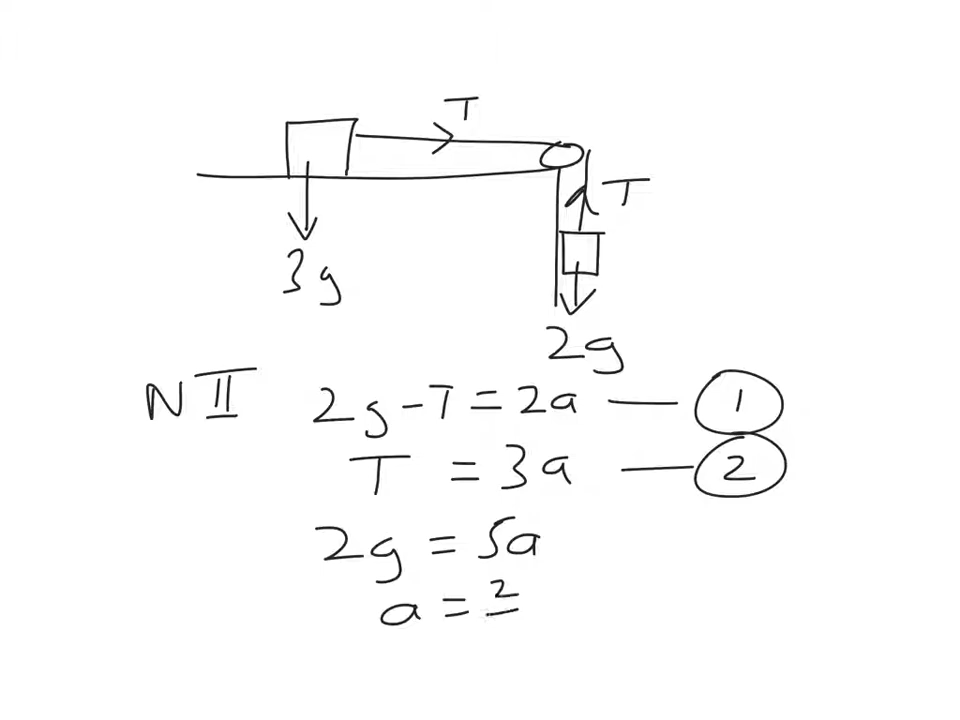 T
T
3g
2g
N II 2g - T = 2a — 1
T = 3a — 2
2g = 5a
a = 2